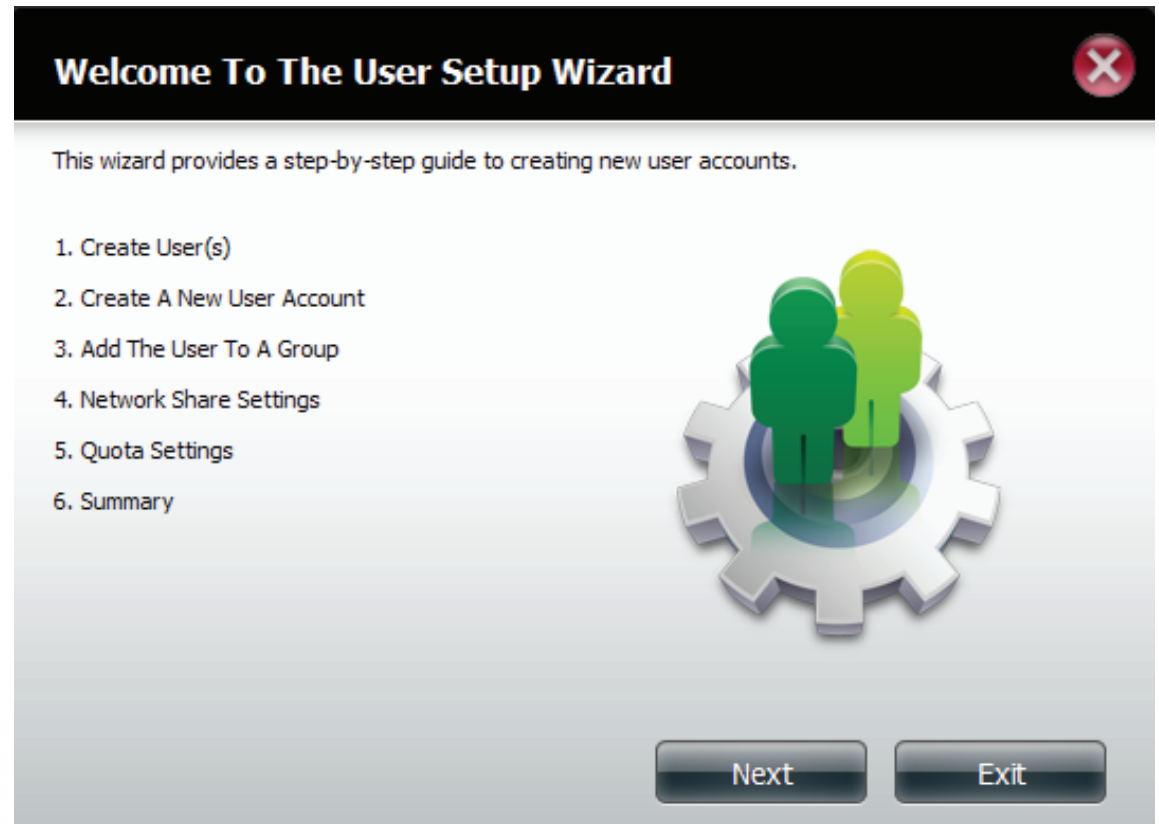 Welcome To The User Setup Wizard
This wizard provides a step-by-step guide to creating new user accounts.
1. Create User(s)
2. Create A New User Account
3. Add The User To A Group
4. Network Share Settings
5. Quota Settings
6. Summary
Next
Exit